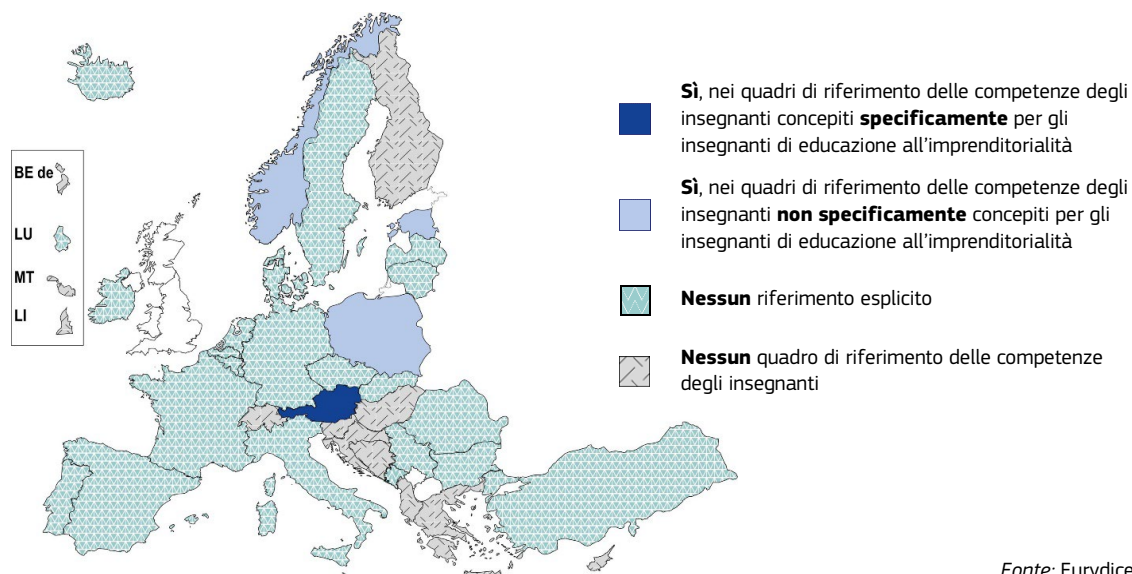 BE de
LU
MT
LI
Sì, nei quadri di riferimento delle competenze degli
insegnanti concepiti specificamente per gli
insegnanti di educazione all'imprenditorialità
Sì, nei quadri di riferimento delle competenze degli
insegnanti non specificamente concepiti per gli
insegnanti di educazione all'imprenditorialità
Nessun riferimento esplicito
Nessun quadro di riferimento delle competenze
degli insegnanti
Fonte: Eurydice